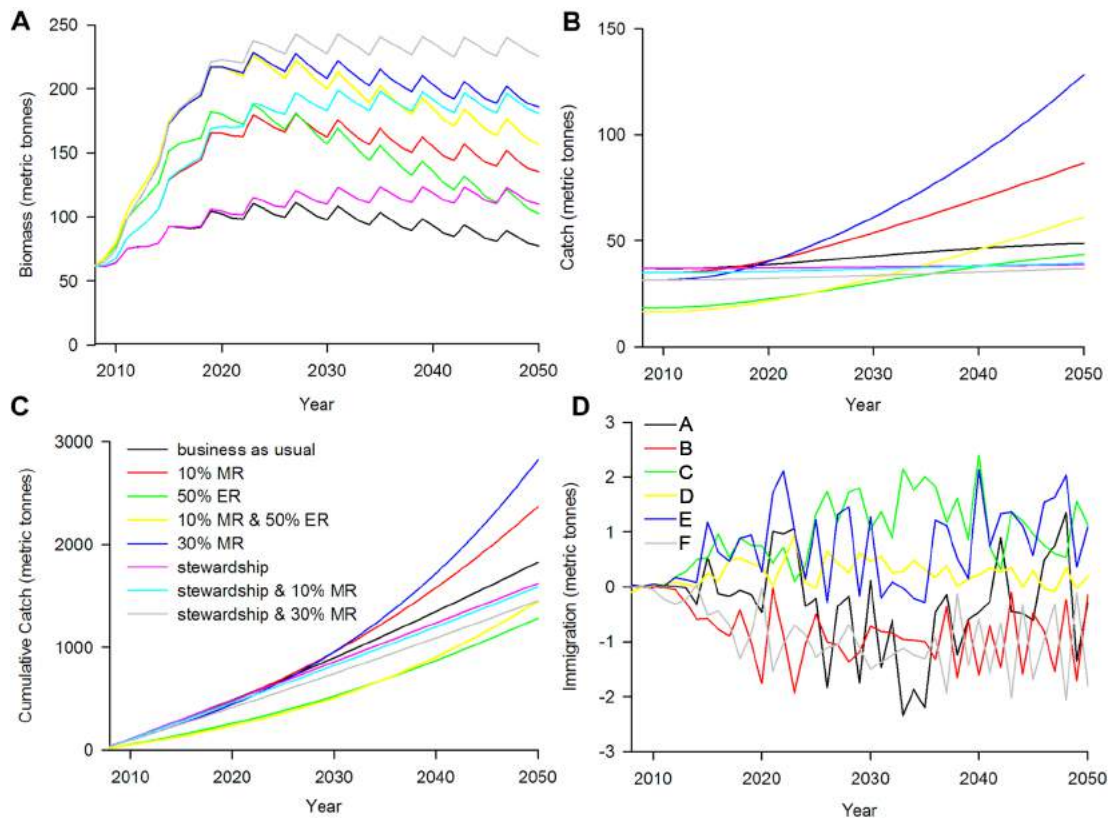 A
Biomass (metric tonnes)
250
200
150
100
50
0
2010 2020 2030 2040 2050
Year
B
Catch (metric tonnes)
150
100
50
0
2010 2020 2030 2040 2050
Year
C
Cumulative Catch (metric tonnes)
3000
2000
1000
0
business as usual
10% MR
50% ER
10% MR & 50% ER
30% MR
stewardship
stewardship & 10% MR
stewardship & 30% MR
2010 2020 2030 2040 2050
Year
D
Immigration (metric tonnes)
3
2
1
0
-1
-2
-3
A
B
C
D
E
F
2010 2020 2030 2040 2050
Year